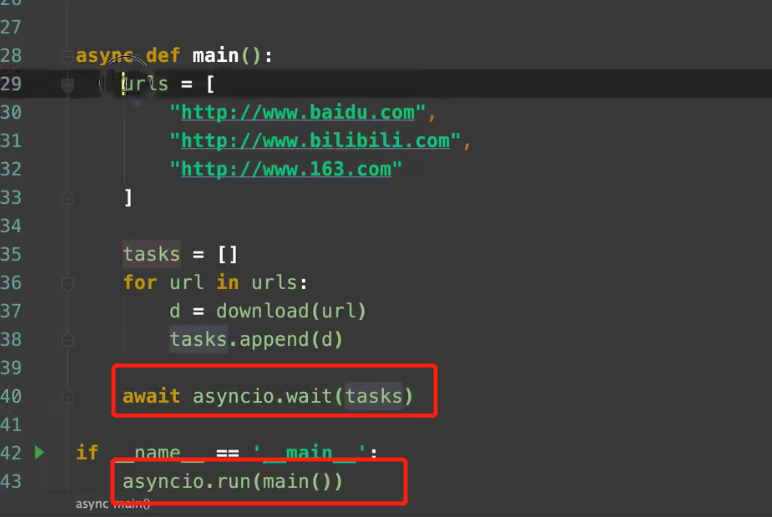 26
27
28 async def main():
29 urls = [
30 "http://www.baidu.com",
31 "http://www.bilibili.com",
32 "http://www.163.com"
33 ]
34
35 tasks = []
36 for url in urls:
37 d = download(url)
38 tasks.append(d)
39
40 await asyncio.wait(tasks)
41
42 if __name__ == '__main__':
43 asyncio.run(main())
async main()